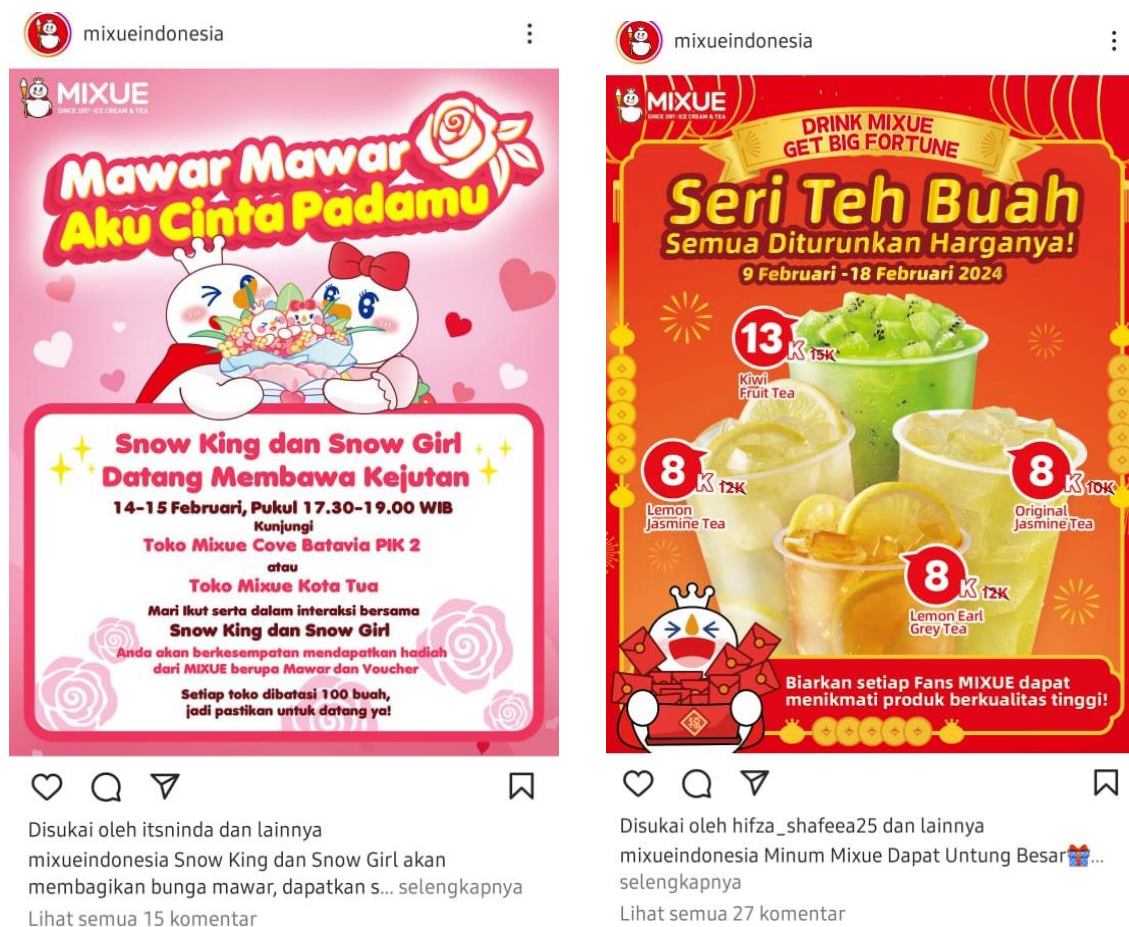 mixueindonesia
MIXUE
SINCE 1997·ICE CREAM & TEA
Mawar Mawar
Aku Cinta Padamu
Snow King dan Snow Girl
Datang Membawa Kejutan
14-15 Februari, Pukul 17.30-19.00 WIB
Kunjungi
Toko Mixue Cove Batavia PIK 2
atau
Toko Mixue Kota Tua
Mari Ikut serta dalam interaksi bersama
Snow King dan Snow Girl
Anda akan berkesempatan mendapatkan hadiah
dari MIXUE berupa Mawar dan Voucher
Setiap toko dibatasi 100 buah,
jadi pastikan untuk datang ya!
Disukai oleh itsninda dan lainnya
mixueindonesia Snow King dan Snow Girl akan
membagikan bunga mawar, dapatkan s... selengkapnya
Lihat semua 15 komentar
mixueindonesia
MIXUE
SINCE 1997·ICE CREAM & TEA
DRINK MIXUE
GET BIG FORTUNE
Seri Teh Buah
Semua Diturunkan Harganya!
9 Februari -18 Februari 2024
13K 15K
Kiwi
Fruit Tea
8K 12K
Lemon
Jasmine Tea
8K 10K
Original
Jasmine Tea
8K 12K
Lemon Earl
Grey Tea
福
Biarkan setiap Fans MIXUE dapat
menikmati produk berkualitas tinggi!
Disukai oleh hifza_shafeea25 dan lainnya
mixueindonesia Minum Mixue Dapat Untung Besar🎁...
selengkapnya
Lihat semua 27 komentar